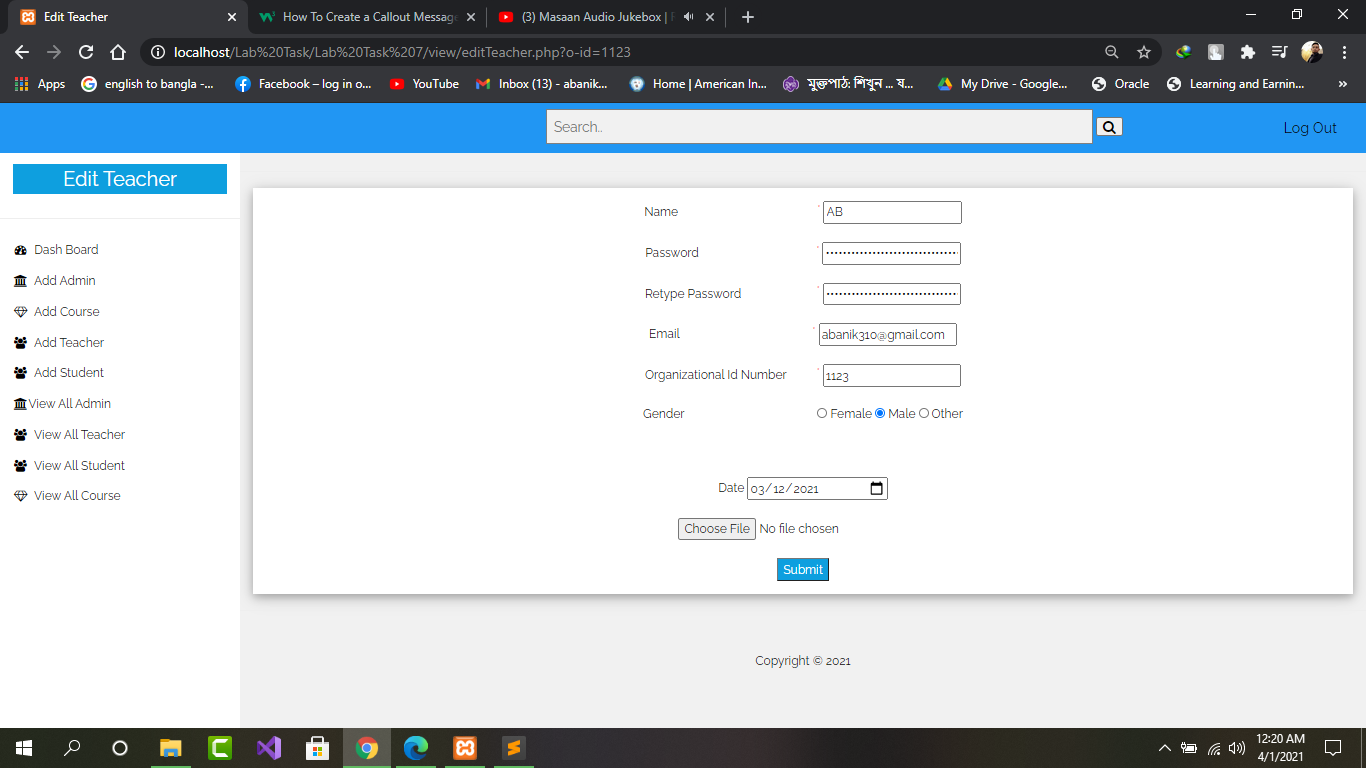 Edit Teacher
How To Create a Callout Message
(3) Masaan Audio Jukebox |
localhost/Lab%20Task/Lab%20Task%207/view/editTeacher.php?o-id=1123
Apps
english to bangla -...
Facebook – log in o...
YouTube
Inbox (13) - abanik...
Home | American In...
মুক্তপাঠ: শিখুন ... য...
My Drive - Google...
Oracle
Learning and Earnin...
»
Search..
Log Out
Edit Teacher
Dash Board
Add Admin
Add Course
Add Teacher
Add Student
View All Admin
View All Teacher
View All Student
View All Course
Name * AB
Password * ••••••••••••••••••••••••••••••••
Retype Password * ••••••••••••••••••••••••••••••••
Email * abanik310@gmail.com
Organizational Id Number * 1123
Gender Female Male Other
Date 03/12/2021
Choose File No file chosen
Submit
Copyright © 2021
12:20 AM
4/1/2021